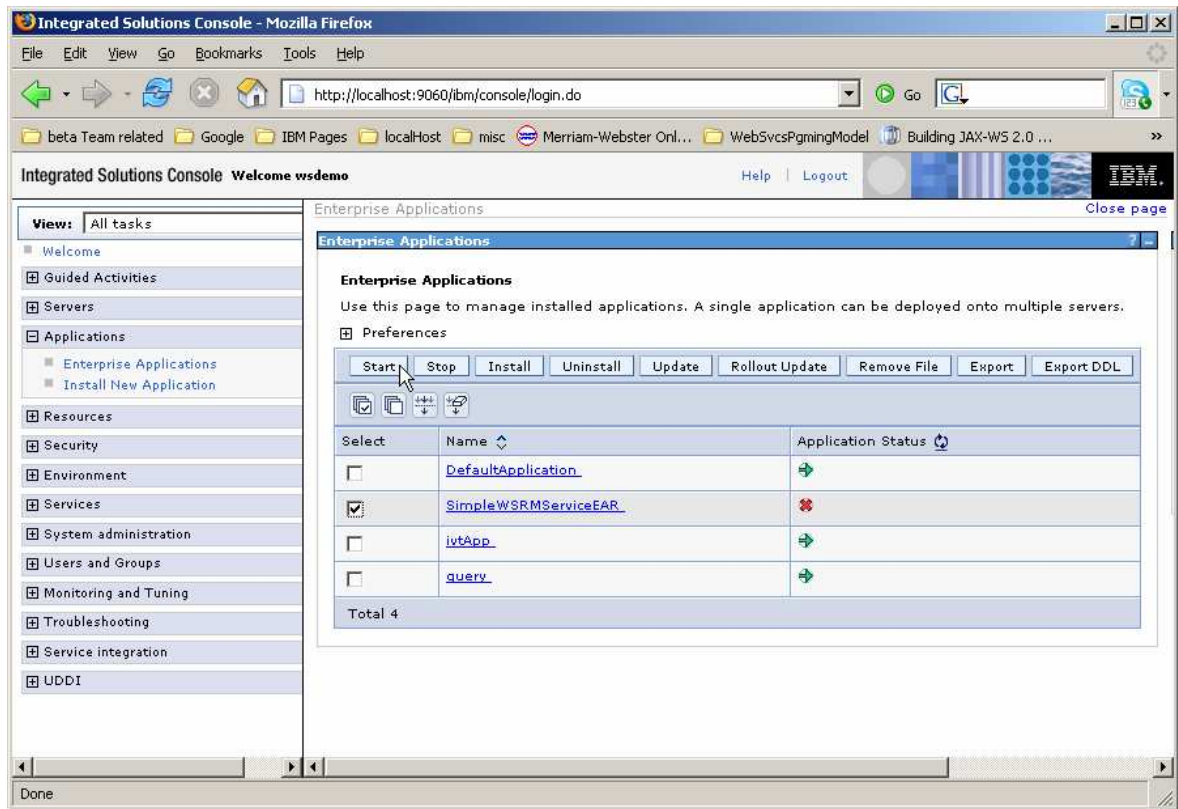 Integrated Solutions Console - Mozilla Firefox
File Edit View Go Bookmarks Tools Help
http://localhost:9060/ibm/console/login.do
Go
G
beta Team related Google IBM Pages localHost misc Merriam-Webster Onl... WebSvcsPgmingModel Building JAX-WS 2.0 ... »
Integrated Solutions Console Welcome wsdemo
Help | Logout
IBM.
View: All tasks
Welcome
Guided Activities
Servers
Applications
Enterprise Applications
Install New Application
Resources
Security
Environment
Services
System administration
Users and Groups
Monitoring and Tuning
Troubleshooting
Service integration
UDDI
Enterprise Applications
Close page
Enterprise Applications
?
Enterprise Applications
Use this page to manage installed applications. A single application can be deployed onto multiple servers.
Preferences
Start Stop Install Uninstall Update Rollout Update Remove File Export Export DDL
Select Name Application Status
DefaultApplication
SimpleWSRMServiceEAR
ivtApp
query
Total 4
Done